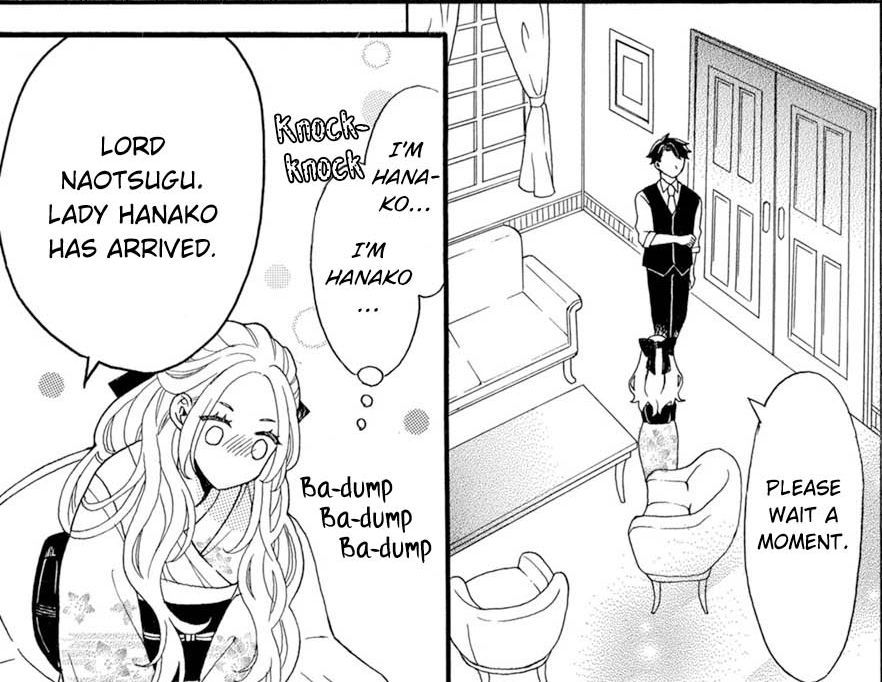 PLEASE
WAIT A
MOMENT.
I'M
HANA-
KO...
I'M
HANAKO
...
Knock-
knock
LORD
NAOTSUGU.
LADY HANAKO
HAS ARRIVED.
Ba-dump
Ba-dump
Ba-dump